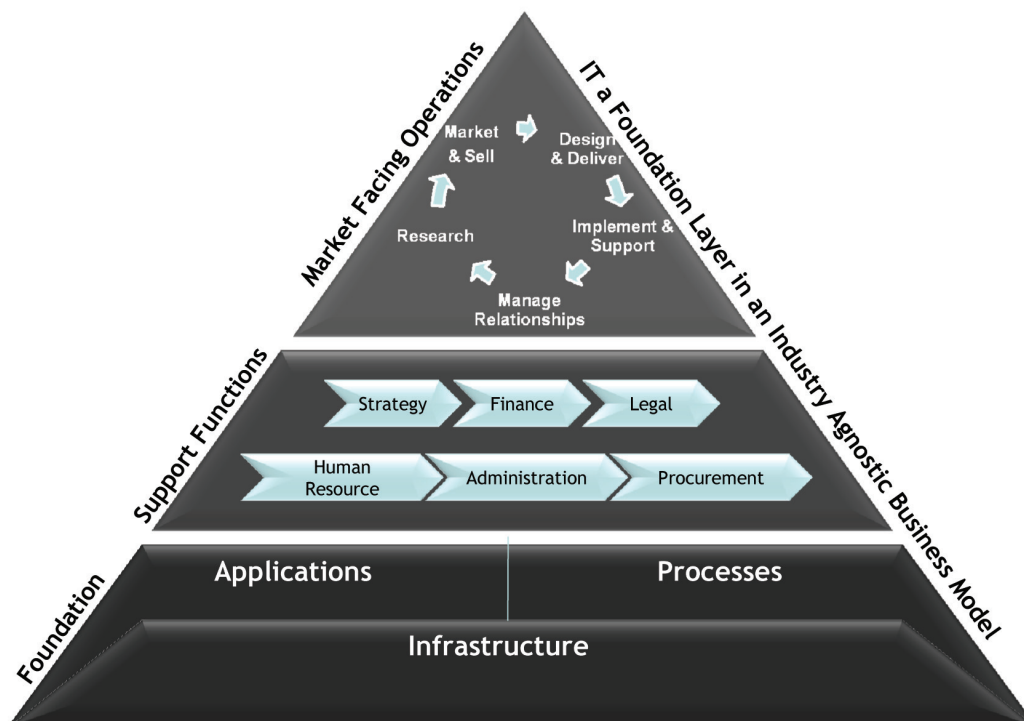 Market Facing Operations
IT a Foundation Layer in an Industry Agnostic Business Model
Market
& Sell
Design
& Deliver
Implement &
Support
Manage
Relationships
Research
Support Functions
Strategy
Finance
Legal
Human
Resource
Administration
Procurement
Foundation
Applications
Processes
Infrastructure